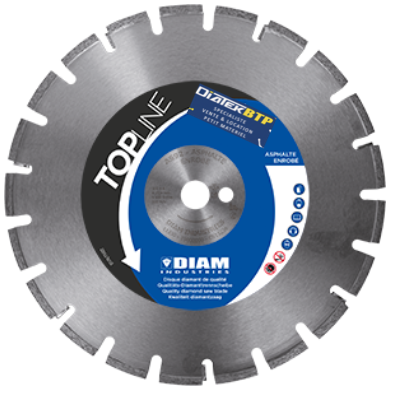 TOPLINE
DIATEK BTP
SPECIALISTE
VENTE & LOCATION
PETIT MATERIEL
ASPHALTE
ENROBÉ
DIAM
INDUSTRIES
Disque diamant de qualité
Qualitäts-Diamanttrennscheibe
Quality diamond saw blade
Kwaliteit diamantzaag